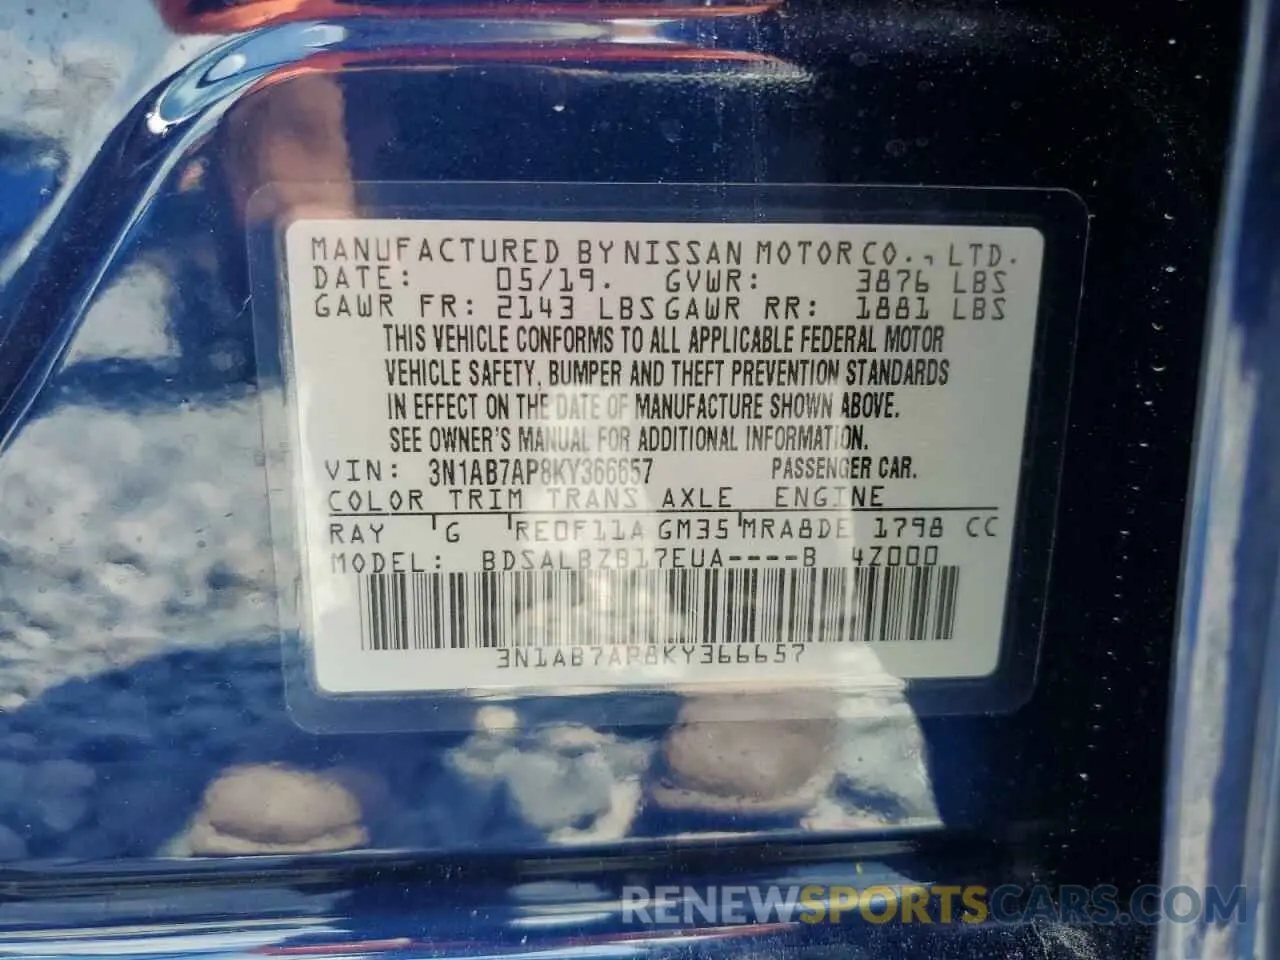 MANUFACTURED BY NISSAN MOTOR CO., LTD.
DATE: 05/19. GVWR: 3876 LBS
GAWR FR: 2143 LBS GAWR RR: 1881 LBS
THIS VEHICLE CONFORMS TO ALL APPLICABLE FEDERAL MOTOR
VEHICLE SAFETY, BUMPER AND THEFT PREVENTION STANDARDS
IN EFFECT ON THE DATE OF MANUFACTURE SHOWN ABOVE.
SEE OWNER'S MANUAL FOR ADDITIONAL INFORMATION.
VIN: 3N1AB7AP8KY366657 PASSENGER CAR.
COLOR TRIM TRANS AXLE ENGINE
RAY G RE0F11A GM35 MRA8DE 1798 CC
MODEL: BDSALBZB17EUA----B 4Z000
3N1AB7AP8KY366657
RENEWSPORTSCARS.COM